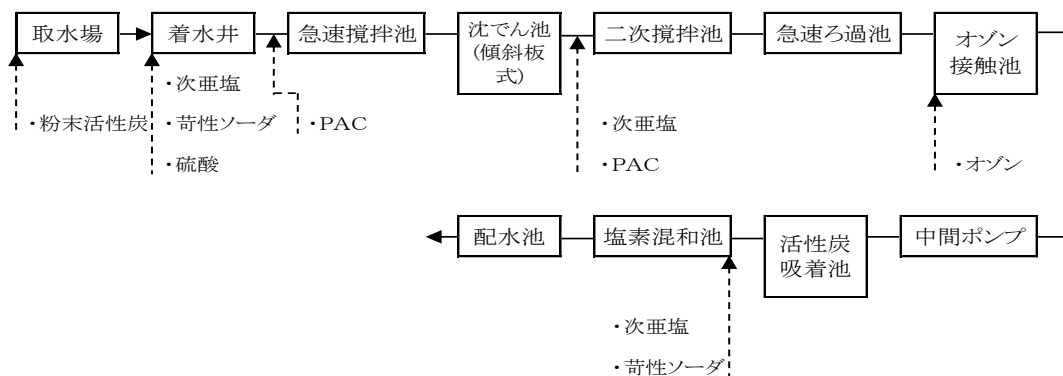 取水場
着水井
急速撹拌池
沈でん池
(傾斜板
式)
二次撹拌池
急速ろ過池
オゾン
接触池
・粉末活性炭
・次亜塩
・苛性ソーダ
・硫酸
・PAC
・次亜塩
・PAC
・オゾン
配水池
塩素混和池
活性炭
吸着池
中間ポンプ
・次亜塩
・苛性ソーダ